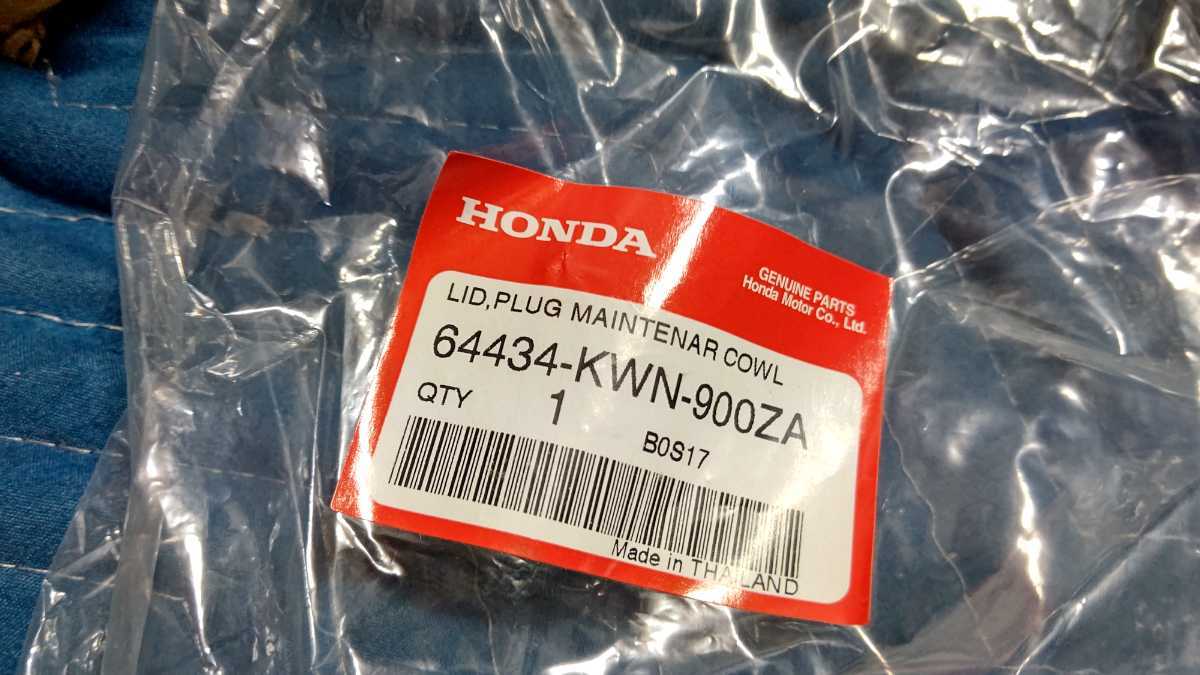 HONDA
GENUINE PARTS
Honda Motor Co., Ltd.
LID,PLUG MAINTENAR COWL
64434-KWN-900ZA
QTY 1 B0S17
Made in THAILAND